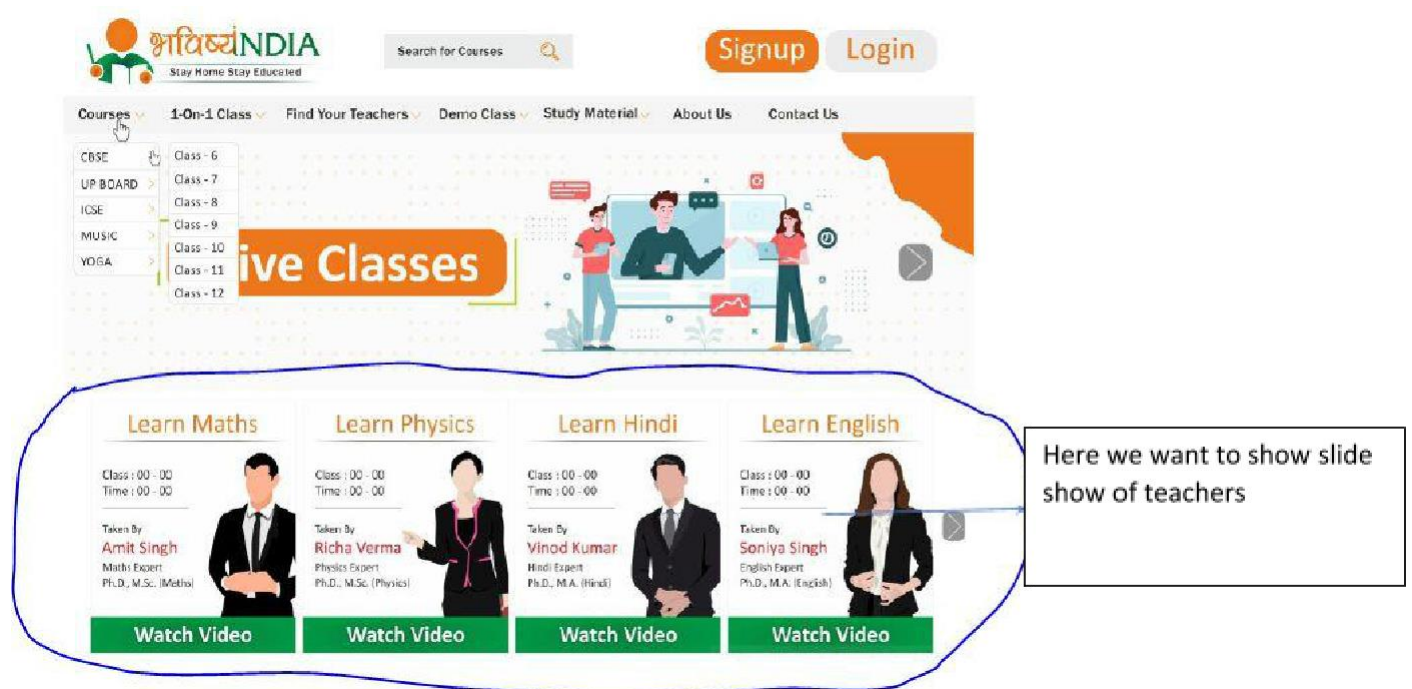 भविष्यंINDIA
Stay Home Stay Educated
Search for Courses
Signup
Login
Courses
1-On-1 Class
Find Your Teachers
Demo Class
Study Material
About Us
Contact Us
CBSE
UP BOARD
ICSE
MUSIC
YOGA
Class - 6
Class - 7
Class - 8
Class - 9
Class - 10
Class - 11
Class - 12
ive Classes
Learn Maths
Class : 00 - 00
Time : 00 - 00
Taken By
Amit Singh
Maths Expert
Ph.D., M.Sc. (Maths)
Watch Video
Learn Physics
Class : 00 - 00
Time : 00 - 00
Taken By
Richa Verma
Physics Expert
Ph.D., M.Sc. (Physics)
Watch Video
Learn Hindi
Class : 00 - 00
Time : 00 - 00
Taken By
Vinod Kumar
Hindi Expert
Ph.D., M.A. (Hindi)
Watch Video
Learn English
Class : 00 - 00
Time : 00 - 00
Taken By
Soniya Singh
English Expert
Ph.D., M.A. (English)
Watch Video
Here we want to show slide
show of teachers